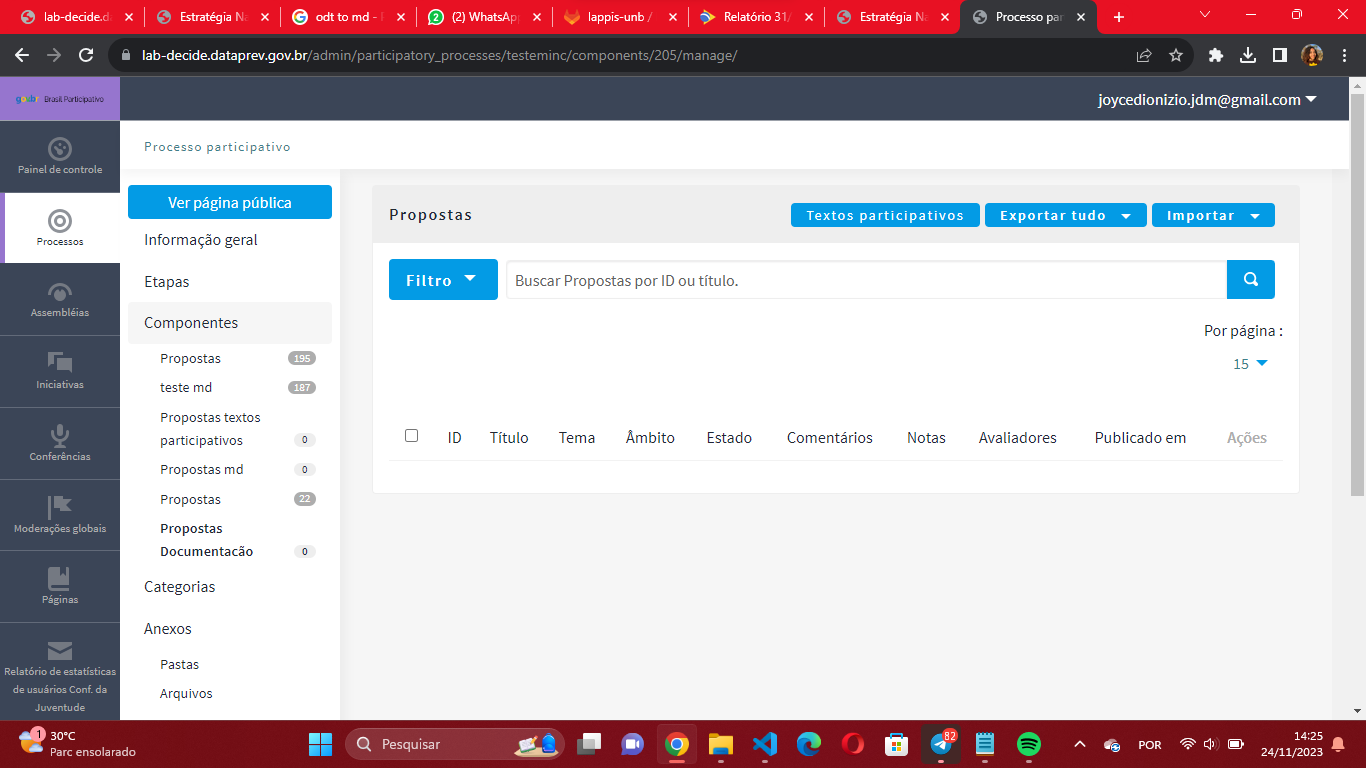 lab-decide.d
Estratégia Na
odt to md -
(2) WhatsApp
lappis-unb /
Relatório 31/
Estratégia Na
Processo par
lab-decide.dataprev.gov.br/admin/participatory_processes/testeminc/components/205/manage/
gov.br Brasil Participativo
joycedionizio.jdm@gmail.com
Painel de controle
Processos
Assembléias
Iniciativas
Conferências
Moderações globais
Páginas
Relatório de estatísticas
de usuários Conf. da
Juventude
Processo participativo
Ver página pública
Informação geral
Etapas
Componentes
Propostas 195
teste md 187
Propostas textos
participativos 0
Propostas md 0
Propostas 22
Propostas
Documentacão 0
Categorias
Anexos
Pastas
Arquivos
Propostas
Textos participativos
Exportar tudo
Importar
Filtro
Buscar Propostas por ID ou título.
Por página :
15
ID Título Tema Âmbito Estado Comentários Notas Avaliadores Publicado em Ações
1
30°C
Parc ensolarado
Pesquisar
82
POR
14:25
24/11/2023